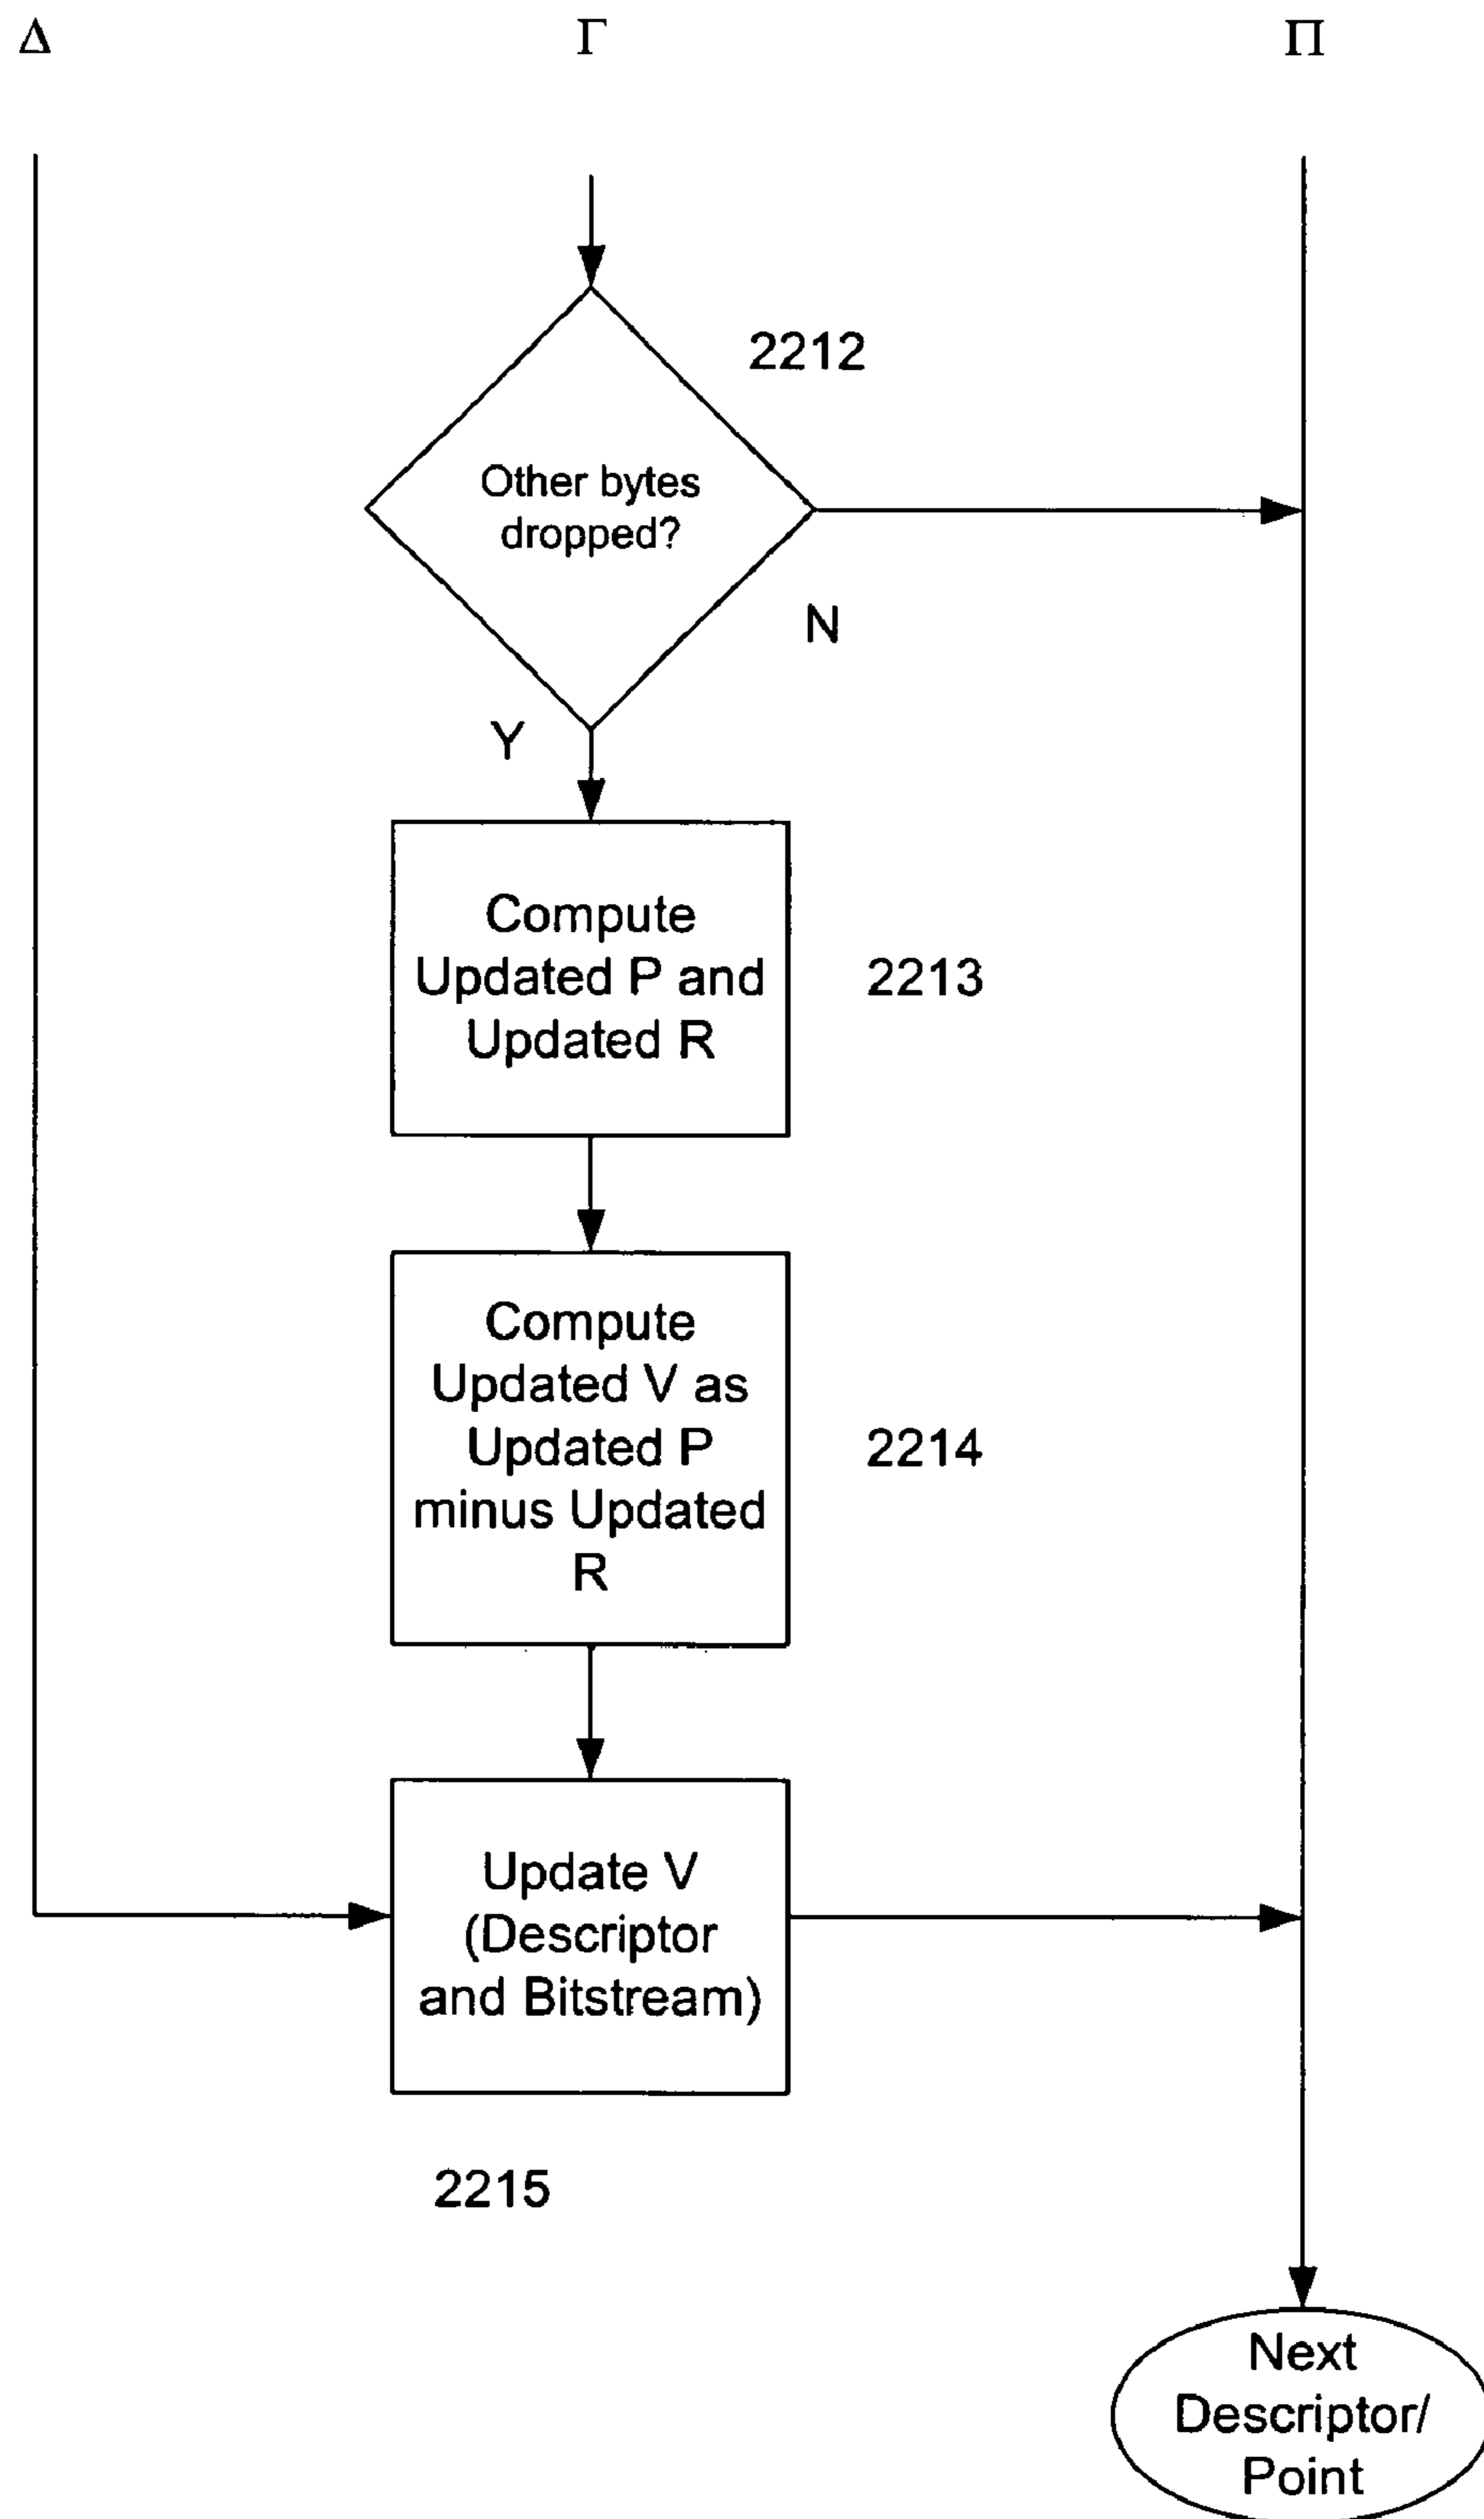 Δ
Γ
Π
2212
Other bytes
dropped?
N
Y
Compute
Updated P and
Updated R
2213
Compute
Updated V as
Updated P
minus Updated
R
2214
Update V
(Descriptor
and Bitstream)
2215
Next
Descriptor/
Point